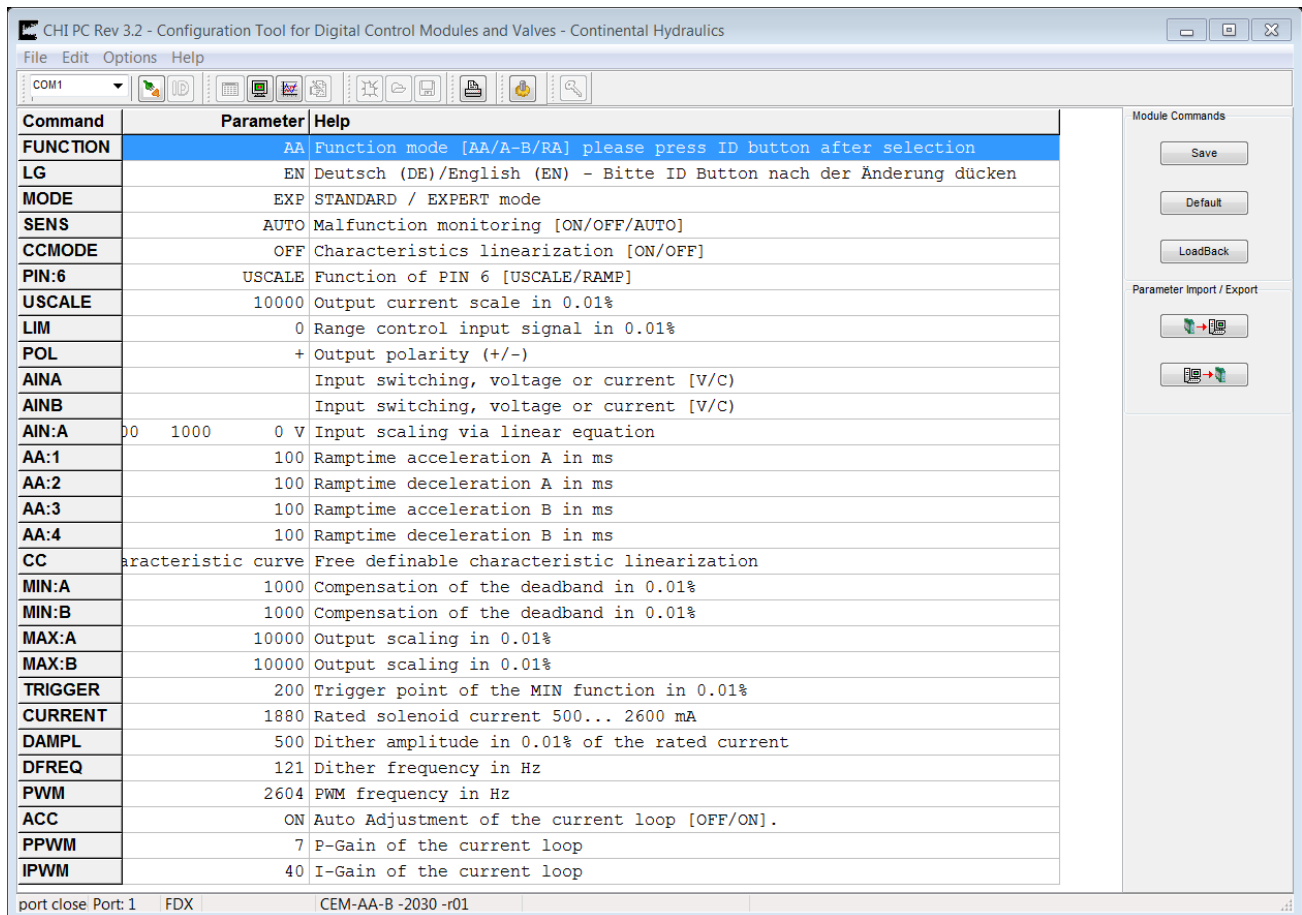 CHI PC Rev 3.2 - Configuration Tool for Digital Control Modules and Valves - Continental Hydraulics
File Edit Options Help
COM1 ID
Command Parameter Help
FUNCTION AA Function mode [AA/A-B/RA] please press ID button after selection
LG EN Deutsch (DE)/English (EN) - Bitte ID Button nach der Änderung dücken
MODE EXP STANDARD / EXPERT mode
SENS AUTO Malfunction monitoring [ON/OFF/AUTO]
CCMODE OFF Characteristics linearization [ON/OFF]
PIN:6 USCALE Function of PIN 6 [USCALE/RAMP]
USCALE 10000 Output current scale in 0.01%
LIM 0 Range control input signal in 0.01%
POL + Output polarity (+/-)
AINA Input switching, voltage or current [V/C)
AINB Input switching, voltage or current [V/C)
AIN:A 00 1000 0 V Input scaling via linear equation
AA:1 100 Ramptime acceleration A in ms
AA:2 100 Ramptime deceleration A in ms
AA:3 100 Ramptime acceleration B in ms
AA:4 100 Ramptime deceleration B in ms
CC aracteristic curve Free definable characteristic linearization
MIN:A 1000 Compensation of the deadband in 0.01%
MIN:B 1000 Compensation of the deadband in 0.01%
MAX:A 10000 Output scaling in 0.01%
MAX:B 10000 Output scaling in 0.01%
TRIGGER 200 Trigger point of the MIN function in 0.01%
CURRENT 1880 Rated solenoid current 500... 2600 mA
DAMPL 500 Dither amplitude in 0.01% of the rated current
DFREQ 121 Dither frequency in Hz
PWM 2604 PWM frequency in Hz
ACC ON Auto Adjustment of the current loop [OFF/ON].
PPWM 7 P-Gain of the current loop
IPWM 40 I-Gain of the current loop
Module Commands
Save
Default
LoadBack
Parameter Import / Export
port close Port: 1 FDX CEM-AA-B -2030 -r01